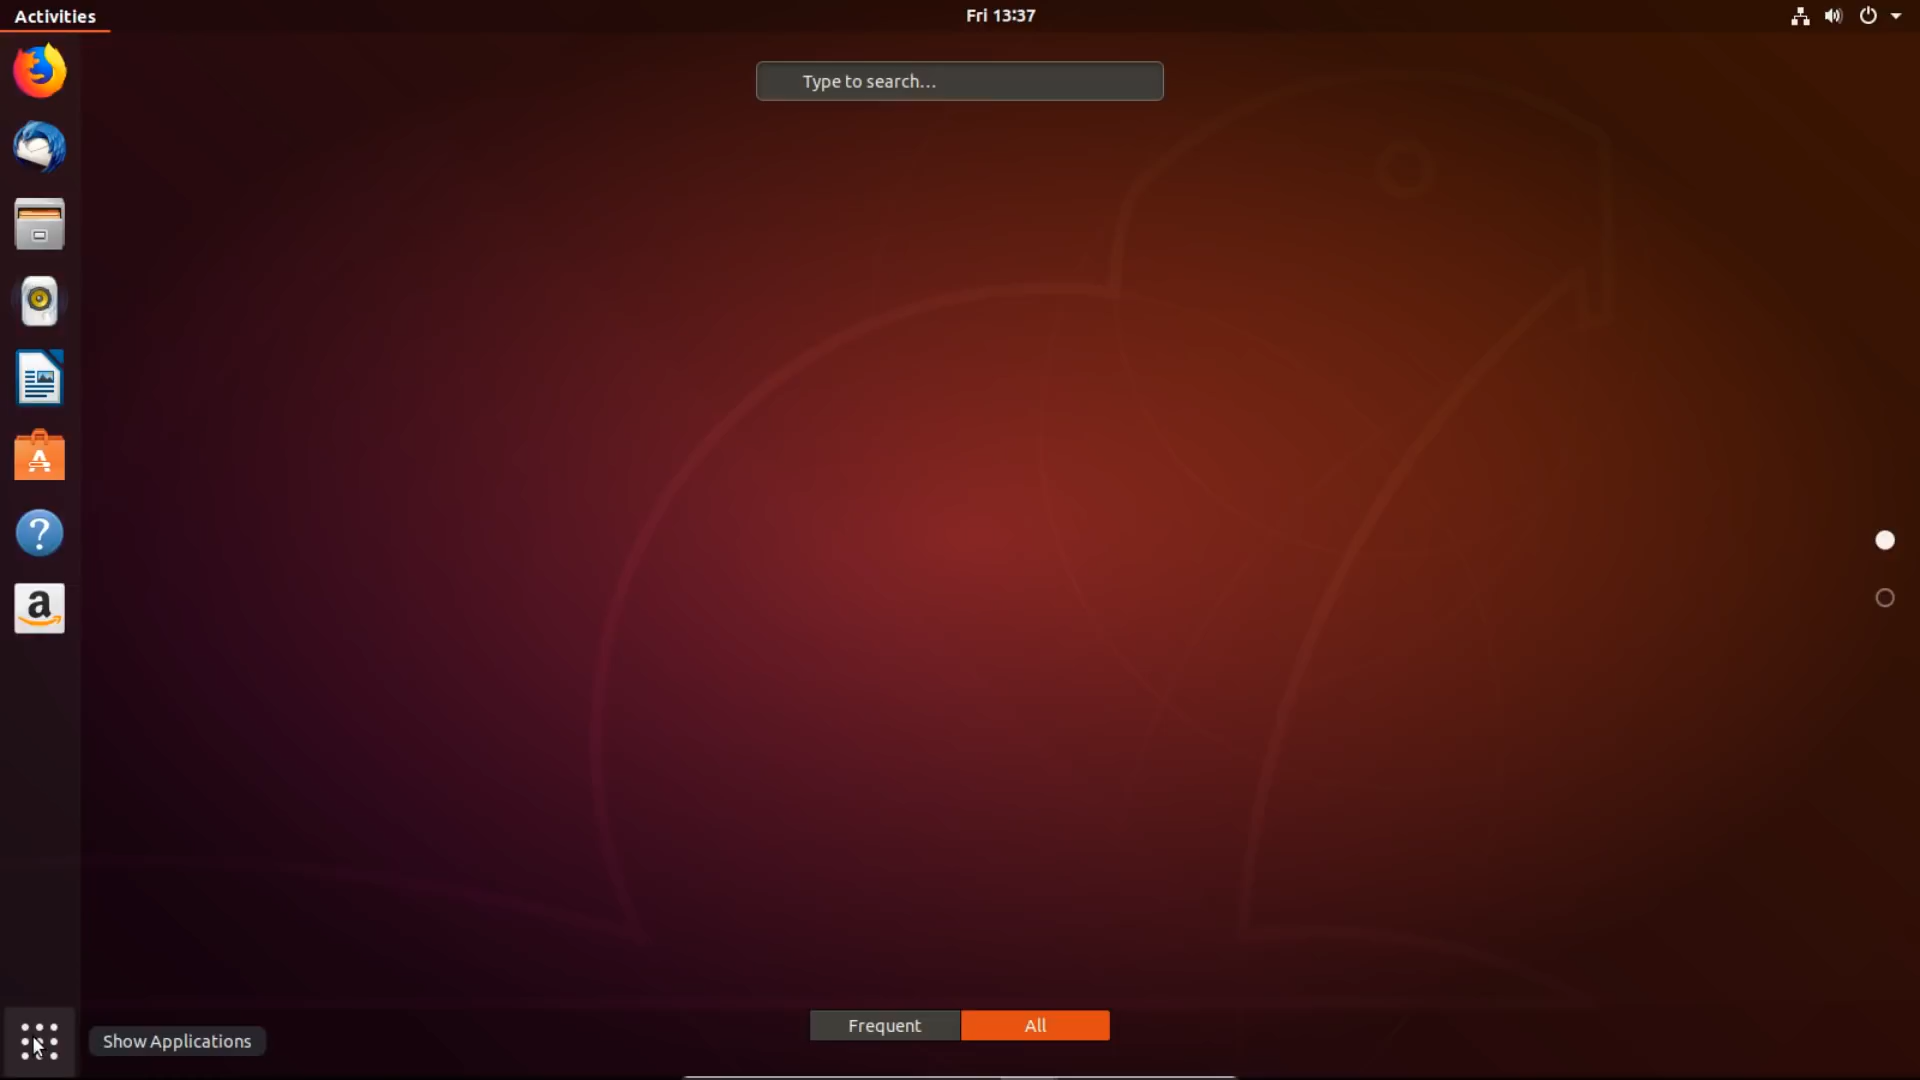 Activities
Fri 13:37
Type to search...
a
Show Applications
Frequent
All